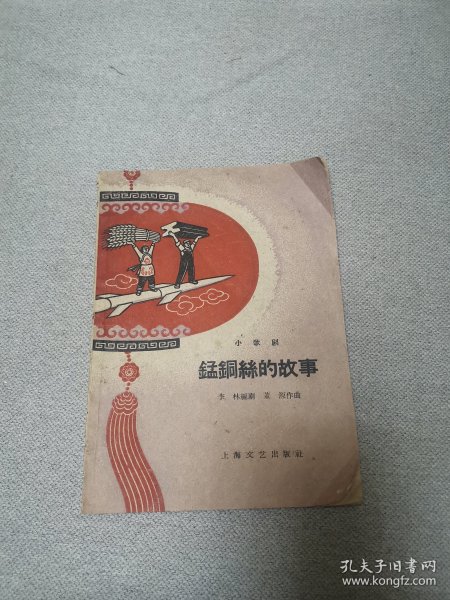 小歌剧
錳銅絲的故事
李 林編劇 董 源作曲
上海文艺出版社
孔夫子旧书网
www.kongfz.com